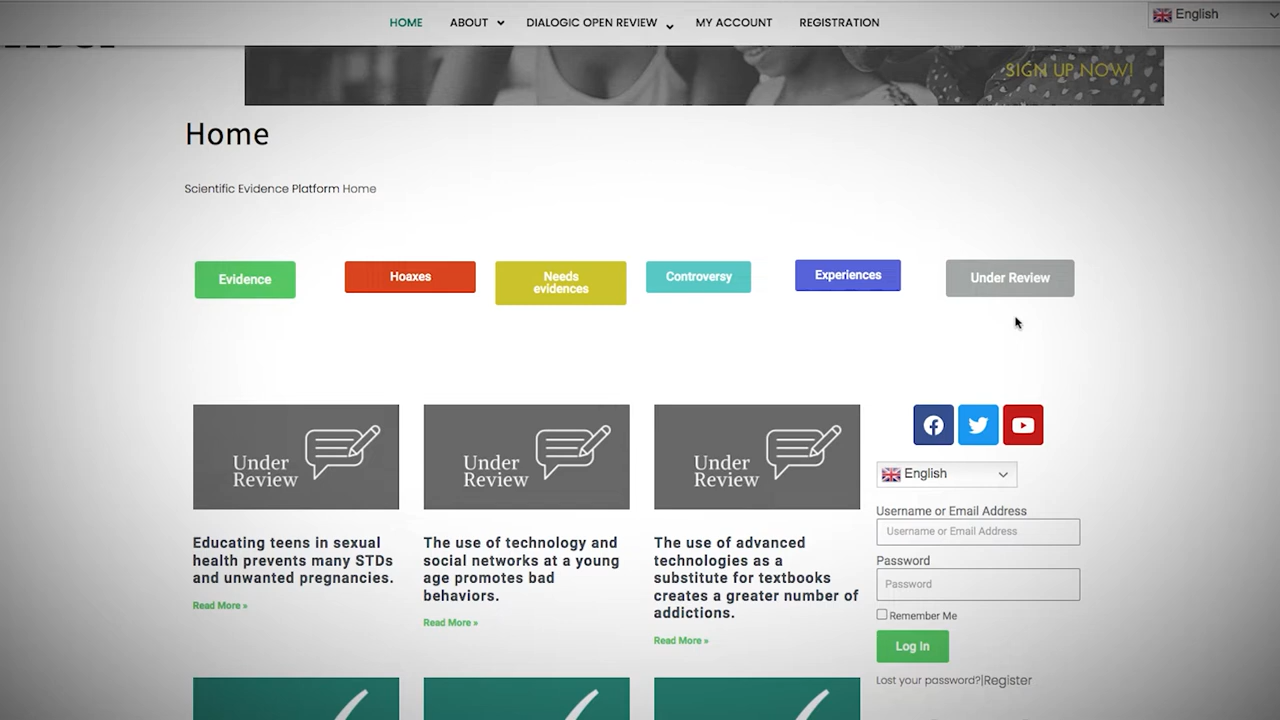 HOME ABOUT DIALOGIC OPEN REVIEW MY ACCOUNT REGISTRATION
English
SIGN UP NOW!
Home
Scientific Evidence Platform Home
Evidence
Hoaxes
Needs
evidences
Controversy
Experiences
Under Review
Under
Review
Under
Review
Under
Review
Educating teens in sexual
health prevents many STDs
and unwanted pregnancies.
Read More »
The use of technology and
social networks at a young
age promotes bad
behaviors.
Read More »
The use of advanced
technologies as a
substitute for textbooks
creates a greater number of
addictions.
Read More »
English
Username or Email Address
Username or Email Address
Password
Password
Remember Me
Log In
Lost your password?|Register